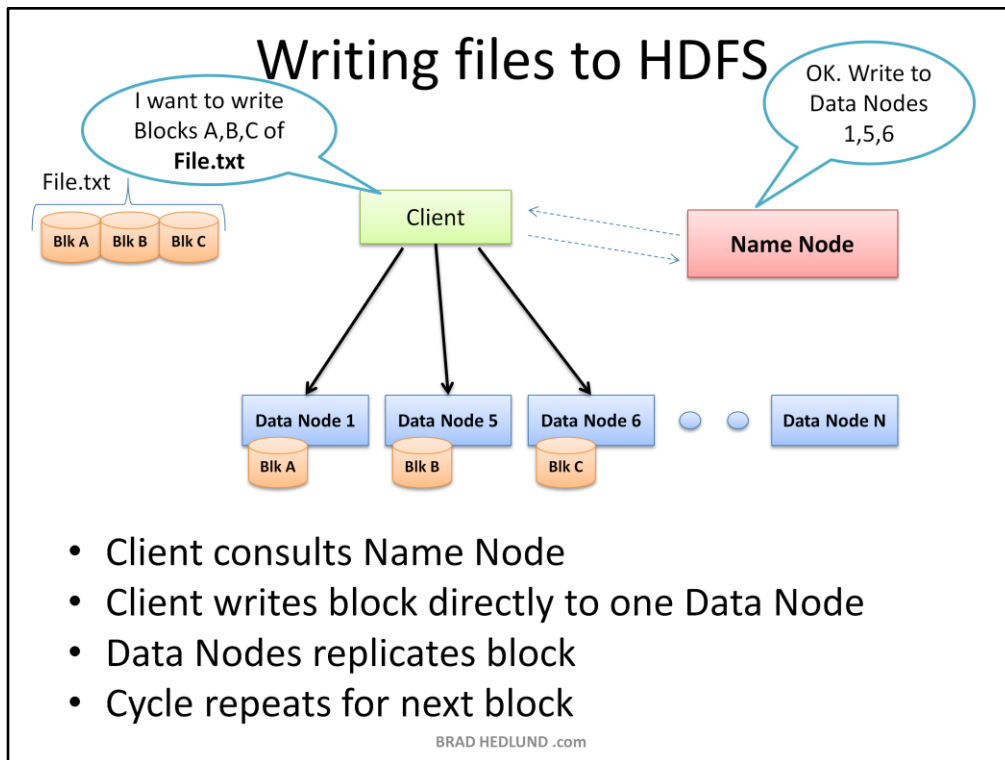 Writing files to HDFS
I want to write
Blocks A,B,C of
File.txt
OK. Write to
Data Nodes
1,5,6
File.txt
Blk A
Blk B
Blk C
Client
Name Node
Data Node 1
Data Node 5
Data Node 6
Data Node N
Blk A
Blk B
Blk C
• Client consults Name Node
• Client writes block directly to one Data Node
• Data Nodes replicates block
• Cycle repeats for next block
BRAD HEDLUND .com